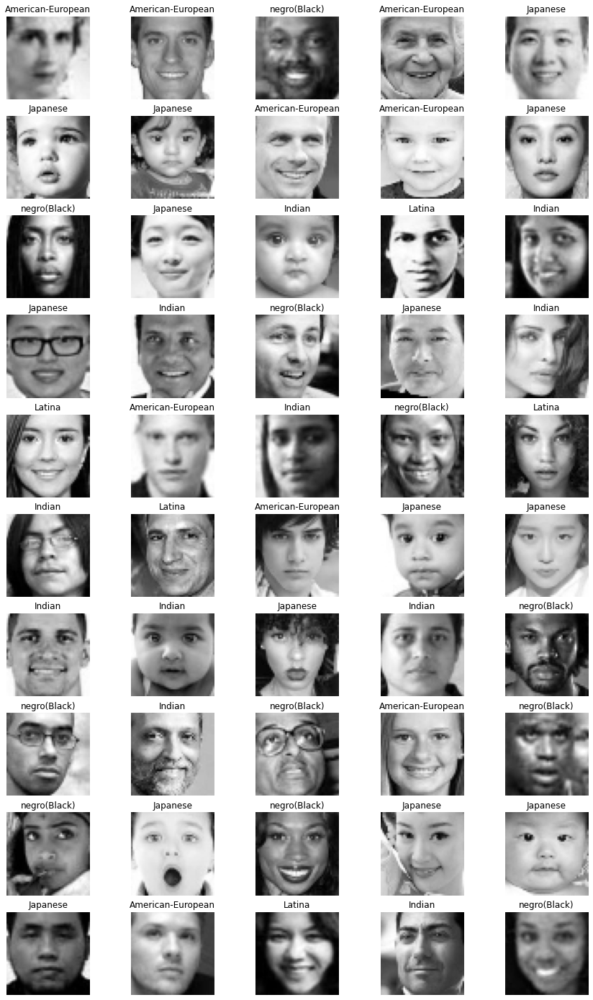 American-European American-European negro(Black) American-European Japanese
Japanese Japanese American-European American-European Japanese
negro(Black) Japanese Indian Latina Indian
Japanese Indian negro(Black) Japanese Indian
Latina American-European Indian negro(Black) Latina
Indian Latina American-European Japanese Japanese
Indian Indian Japanese Indian negro(Black)
negro(Black) Indian negro(Black) American-European negro(Black)
negro(Black) Japanese negro(Black) Japanese Japanese
Japanese American-European Latina Indian negro(Black)